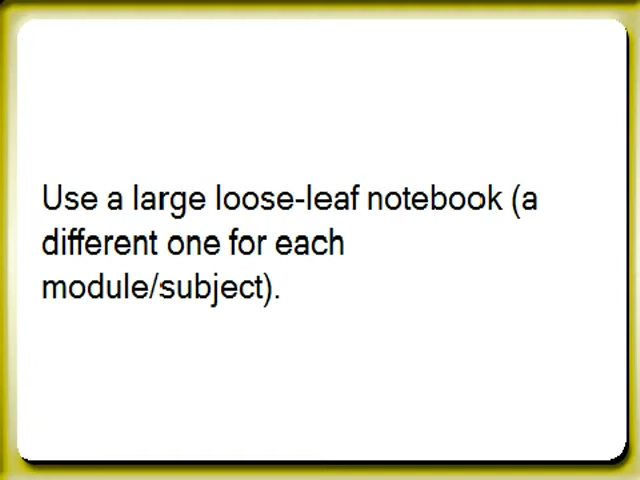 Use a large loose-leaf notebook (a
different one for each
module/subject).